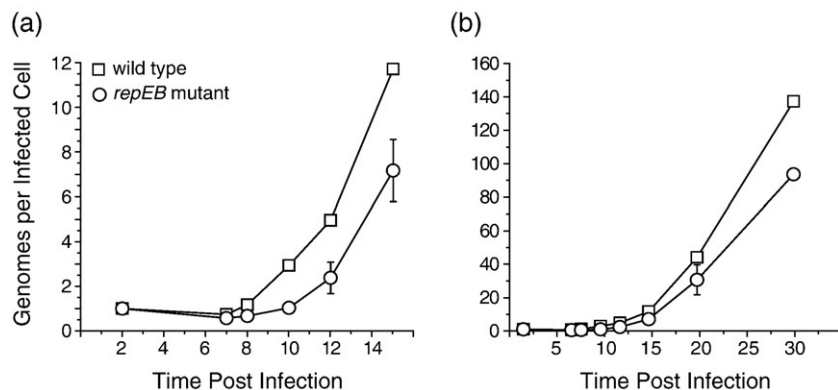 (a)
(b)
wild type
repEB mutant
Genomes per Infected Cell
12
10
8
6
4
2
0
2 4 6 8 10 12 14
Time Post Infection
160
140
120
100
80
60
40
20
0
5 10 15 20 25 30
Time Post Infection